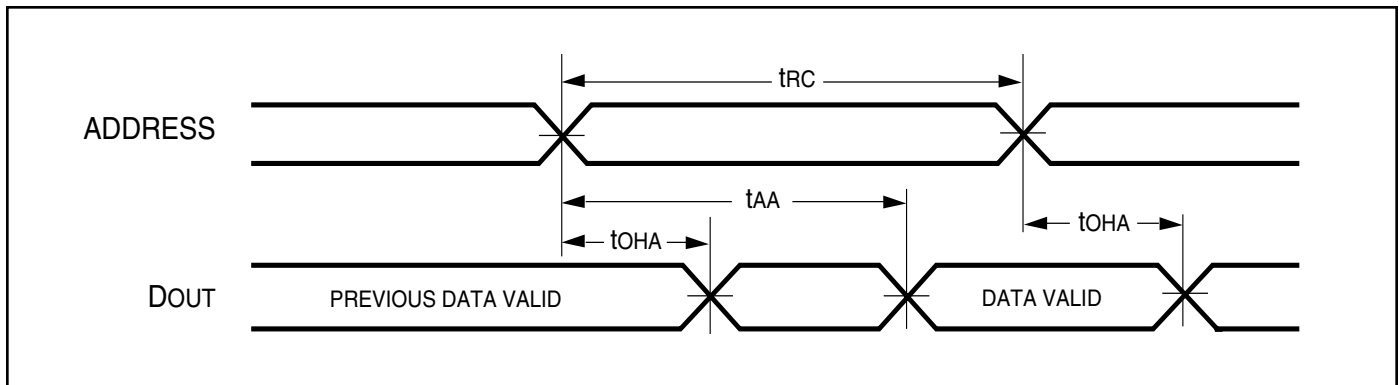 tRC
ADDRESS
tAA
tOHA
tOHA
DOUT
PREVIOUS DATA VALID
DATA VALID